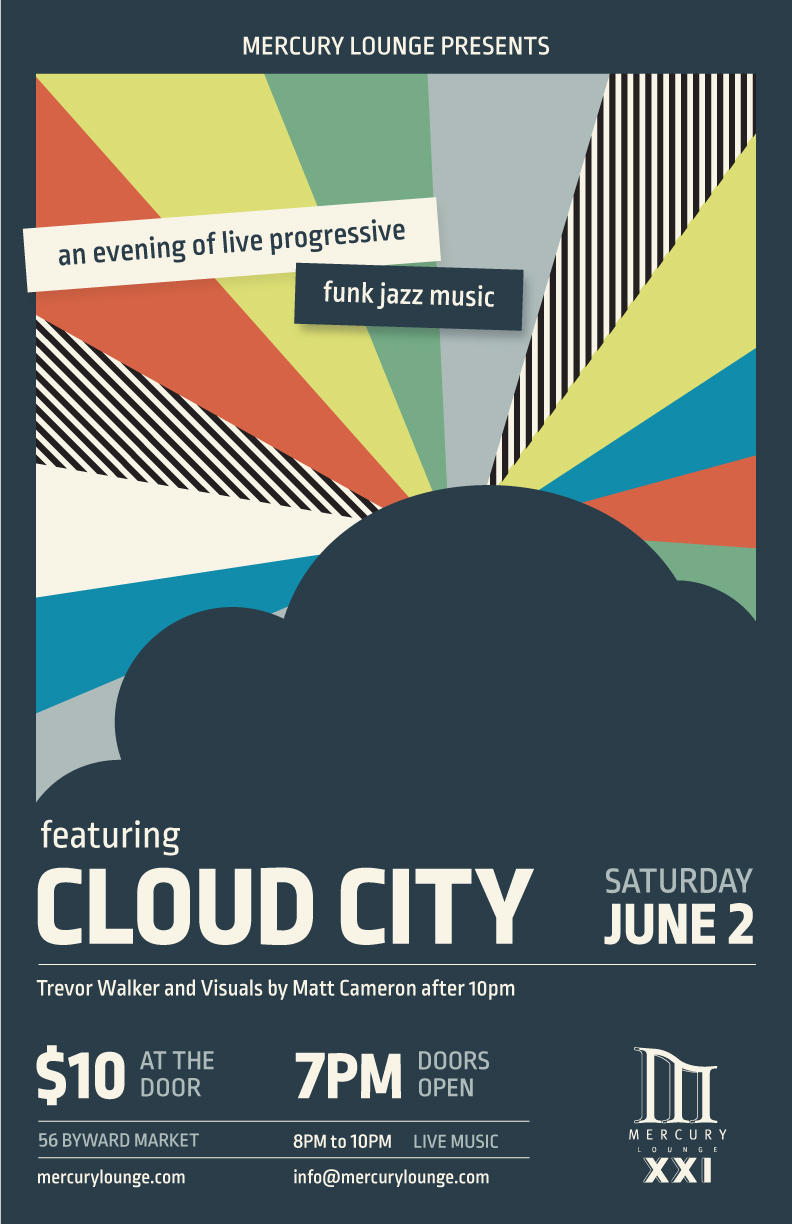 MERCURY LOUNGE PRESENTS
an evening of live progressive
funk jazz music
featuring
CLOUD CITY
SATURDAY
JUNE 2
Trevor Walker and Visuals by Matt Cameron after 10pm
$10
AT THE
DOOR
7PM
DOORS
OPEN
56 BYWARD MARKET
8PM to 10PM LIVE MUSIC
mercurylounge.com
info@mercurylounge.com
M
MERCURY
LOUNGE
XXI